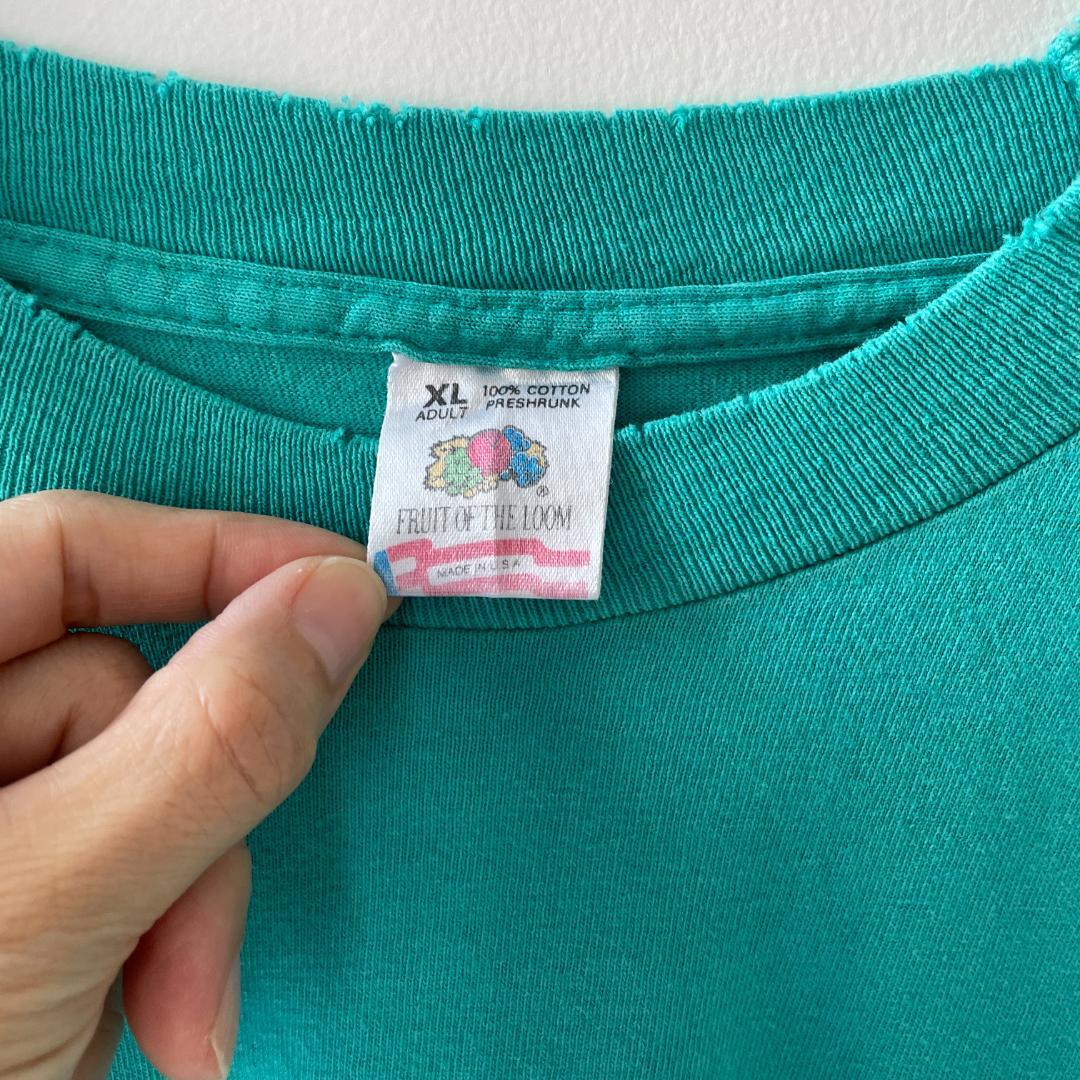 XL 100% COTTON
ADULT PRESHRUNK
®
FRUIT OF THE LOOM
MADE IN U.S.A